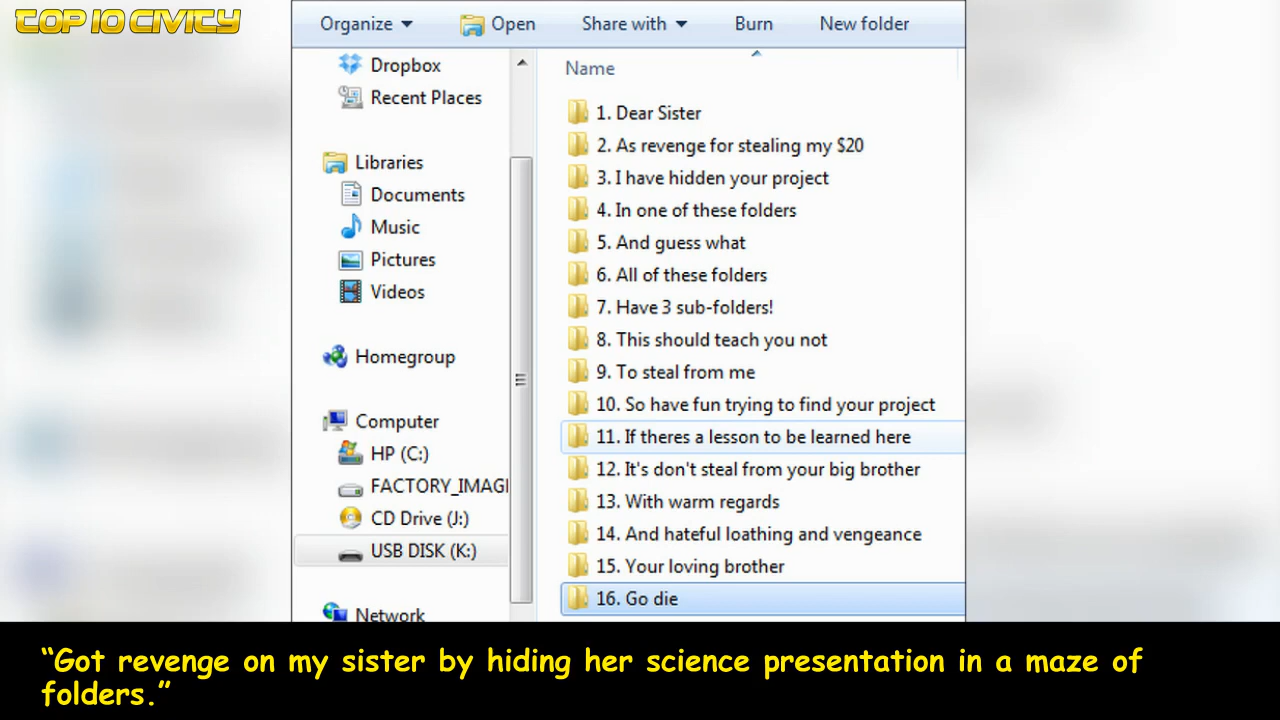 TOP 10 CIVITY
Organize Open Share with Burn New folder
Dropbox
Recent Places
Libraries
Documents
Music
Pictures
Videos
Homegroup
Computer
HP (C:)
FACTORY_IMAGI
CD Drive (J:)
USB DISK (K:)
Network
Name
1. Dear Sister
2. As revenge for stealing my $20
3. I have hidden your project
4. In one of these folders
5. And guess what
6. All of these folders
7. Have 3 sub-folders!
8. This should teach you not
9. To steal from me
10. So have fun trying to find your project
11. If theres a lesson to be learned here
12. It's don't steal from your big brother
13. With warm regards
14. And hateful loathing and vengeance
15. Your loving brother
16. Go die
“Got revenge on my sister by hiding her science presentation in a maze of
folders.”